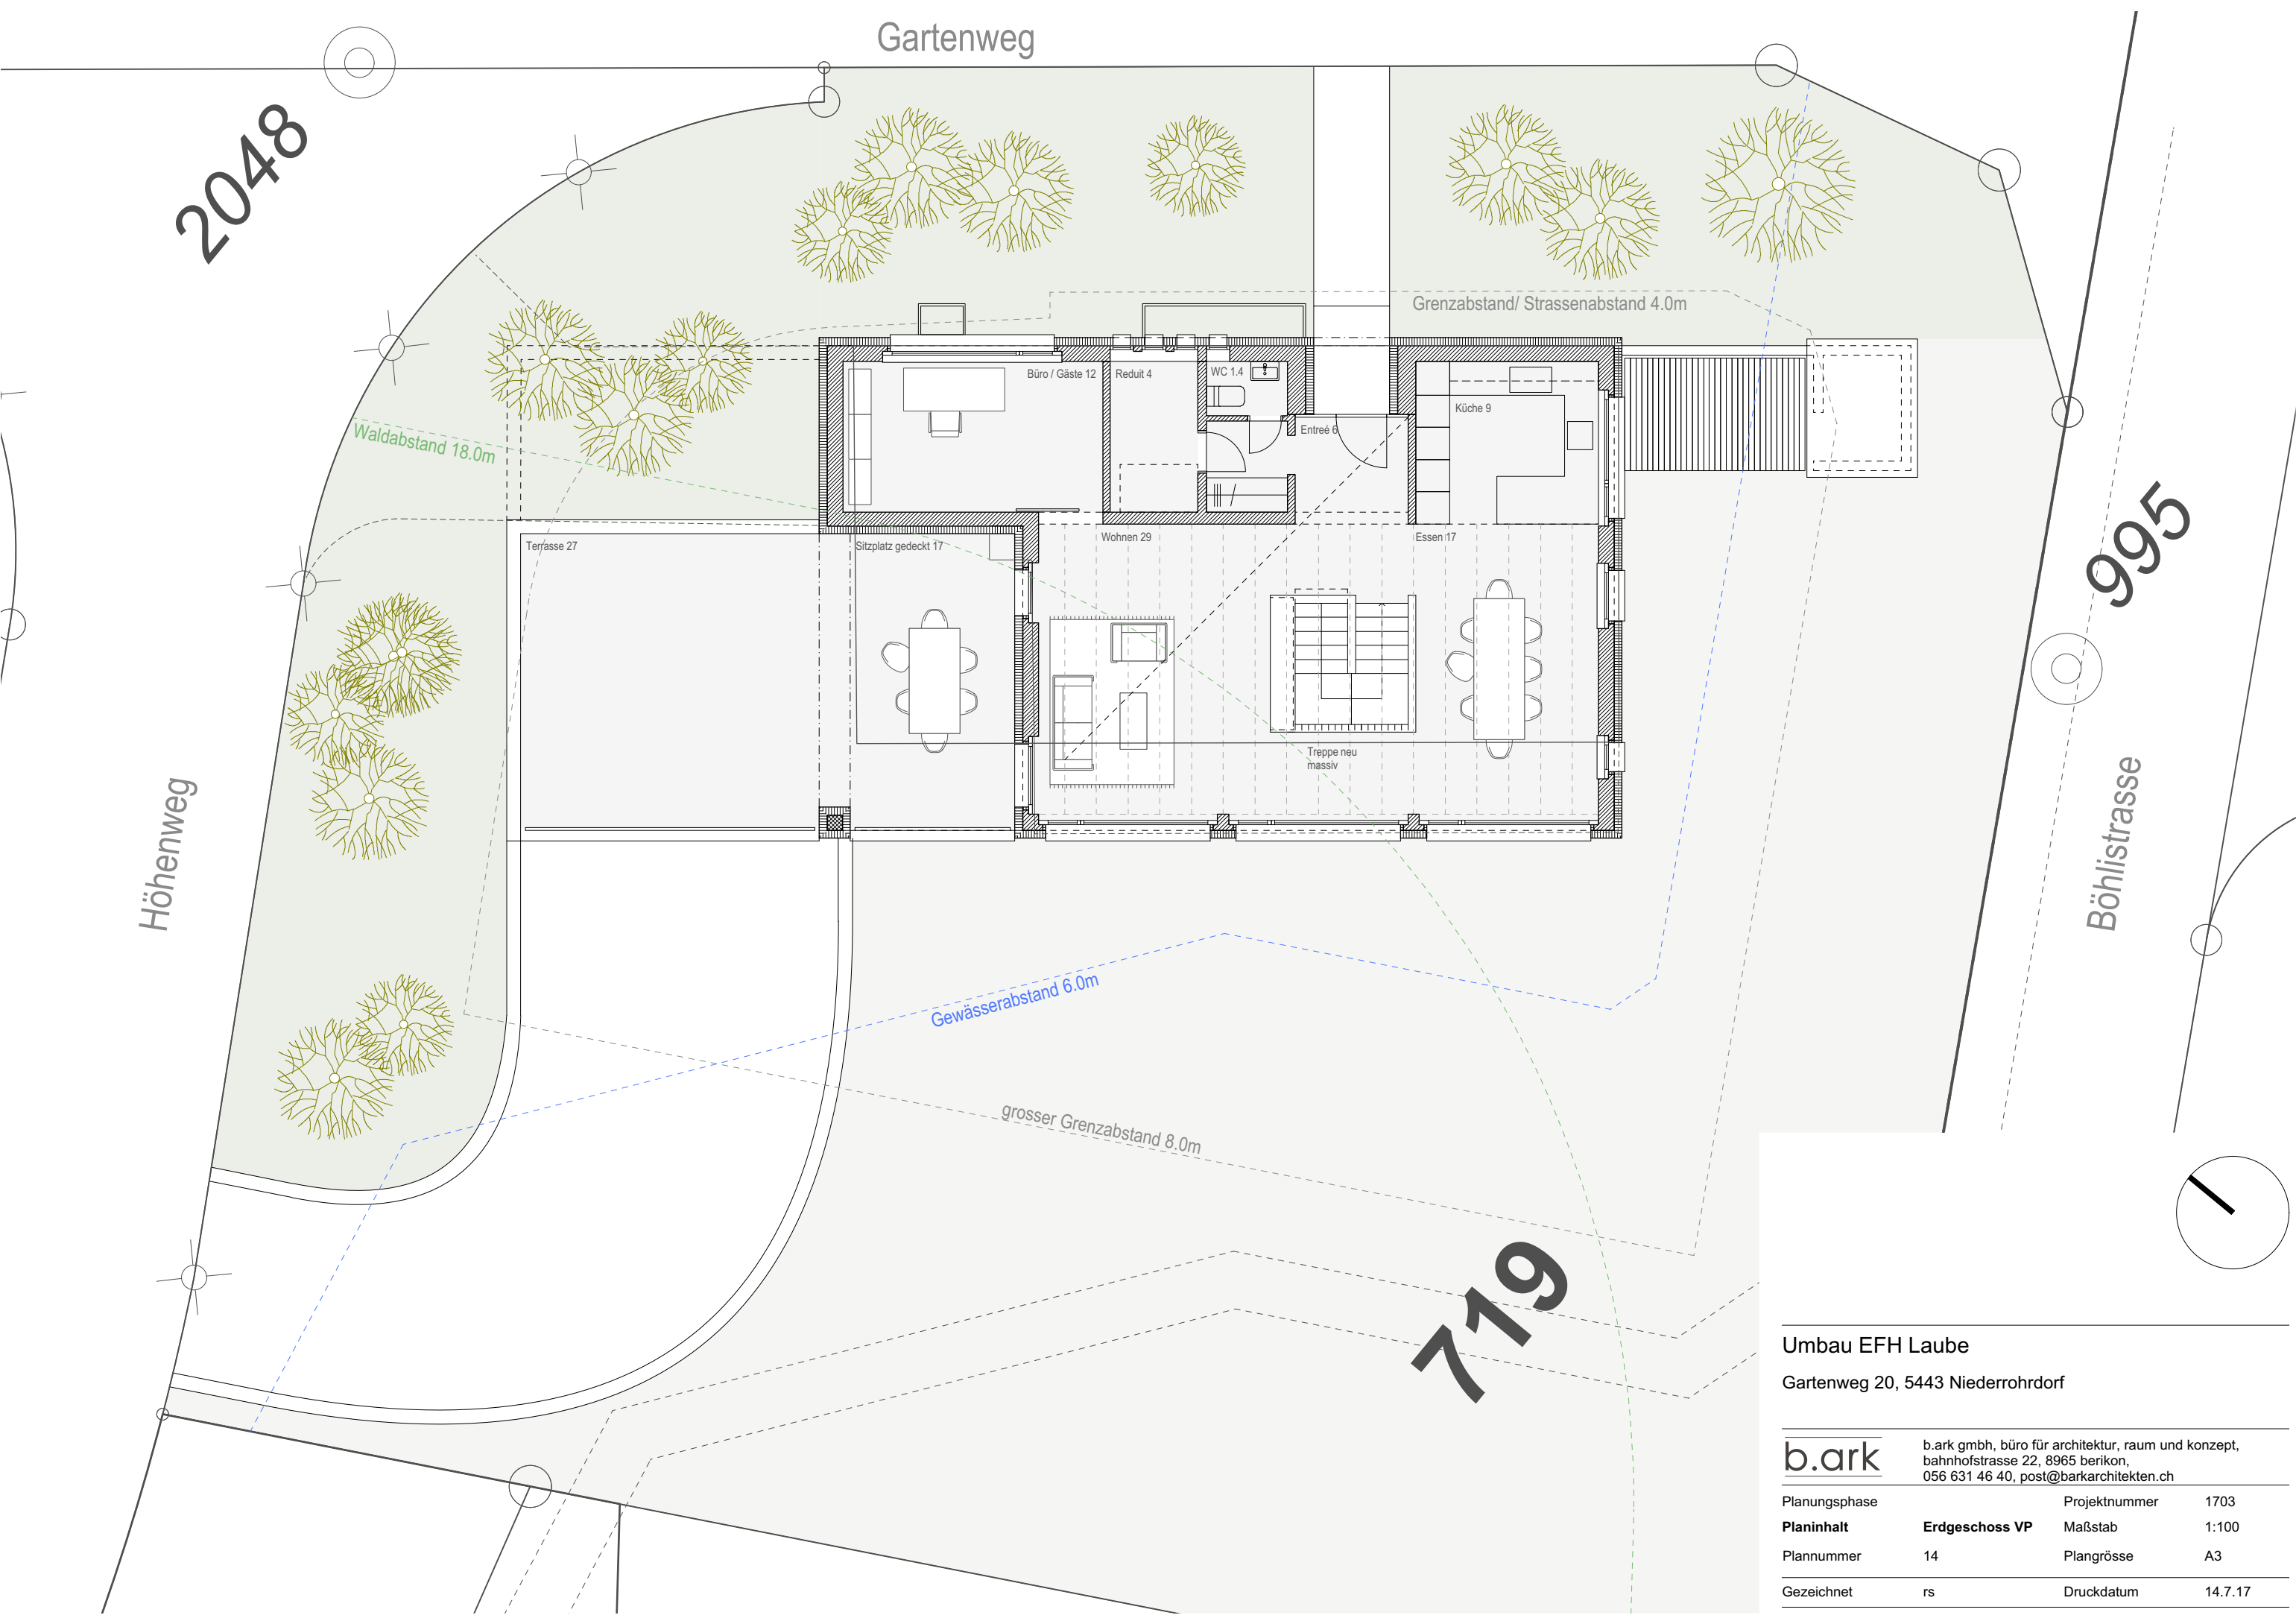 Gartenweg
2048
Grenzabstand/ Strassenabstand 4.0m
Büro / Gäste 12
Reduit 4
WC 1.4
Küche 9
Entreé 6
Waldabstand 18.0m
Terrasse 27
Sitzplatz gedeckt 17
Wohnen 29
Essen 17
995
Treppe neu
massiv
Höhenweg
Böhlistrasse
Gewässerabstand 6.0m
grosser Grenzabstand 8.0m
719
Umbau EFH Laube
Gartenweg 20, 5443 Niederrohrdorf
b.ark
b.ark gmbh, büro für architektur, raum und konzept,
bahnhofstrasse 22, 8965 berikon,
056 631 46 40, post@barkarchitekten.ch
Planungsphase Projektnummer 1703
Planinhalt Erdgeschoss VP Maßstab 1:100
Plannummer 14 Plangrösse A3
Gezeichnet rs Druckdatum 14.7.17